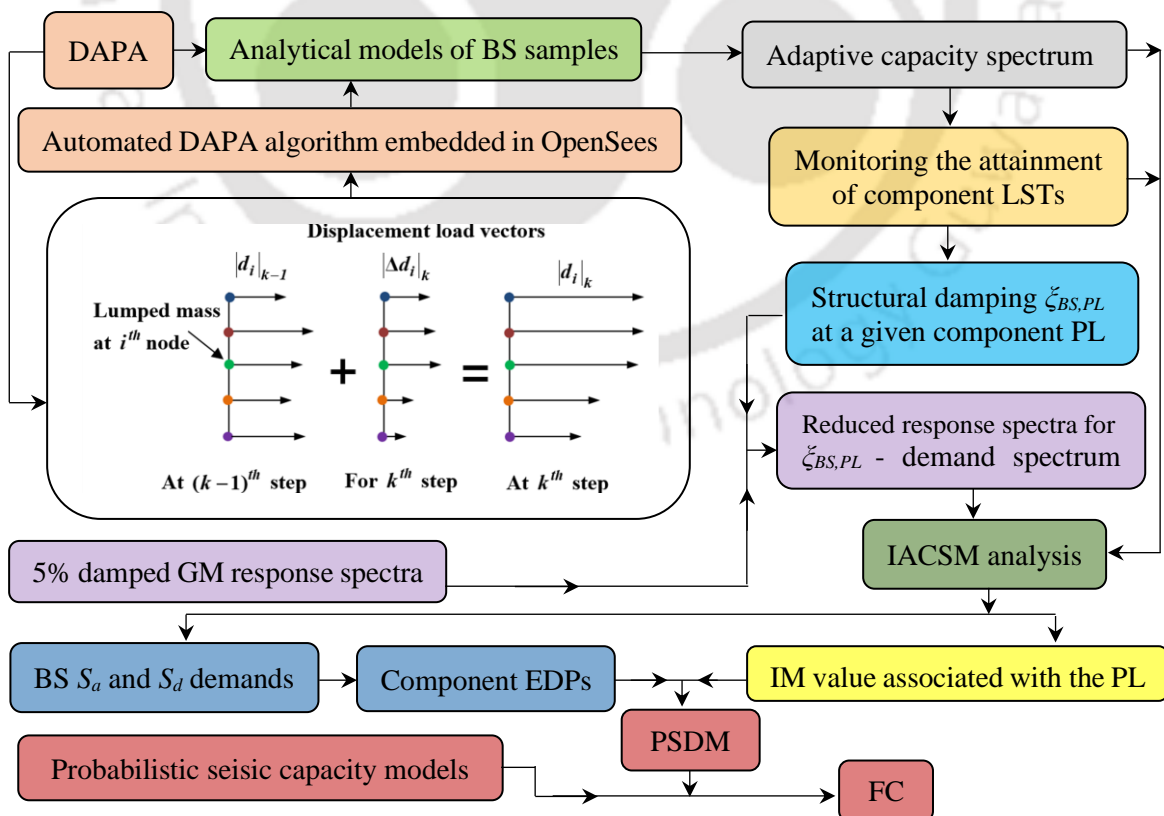 DAPA
Analytical models of BS samples
Adaptive capacity spectrum
Automated DAPA algorithm embedded in OpenSees
Monitoring the attainment
of component LSTs
Displacement load vectors
|d_i|_{k-1}
|Δd_i|_k
|d_i|_k
Lumped mass
at i^{th} node
+
=
At (k−1)^{th} step
For k^{th} step
At k^{th} step
Structural damping ξ_{BS,PL}
at a given component PL
Reduced response spectra for
ξ_{BS,PL} - demand spectrum
5% damped GM response spectra
IACSM analysis
BS S_a and S_d demands
Component EDPs
IM value associated with the PL
PSDM
Probabilistic seisic capacity models
FC